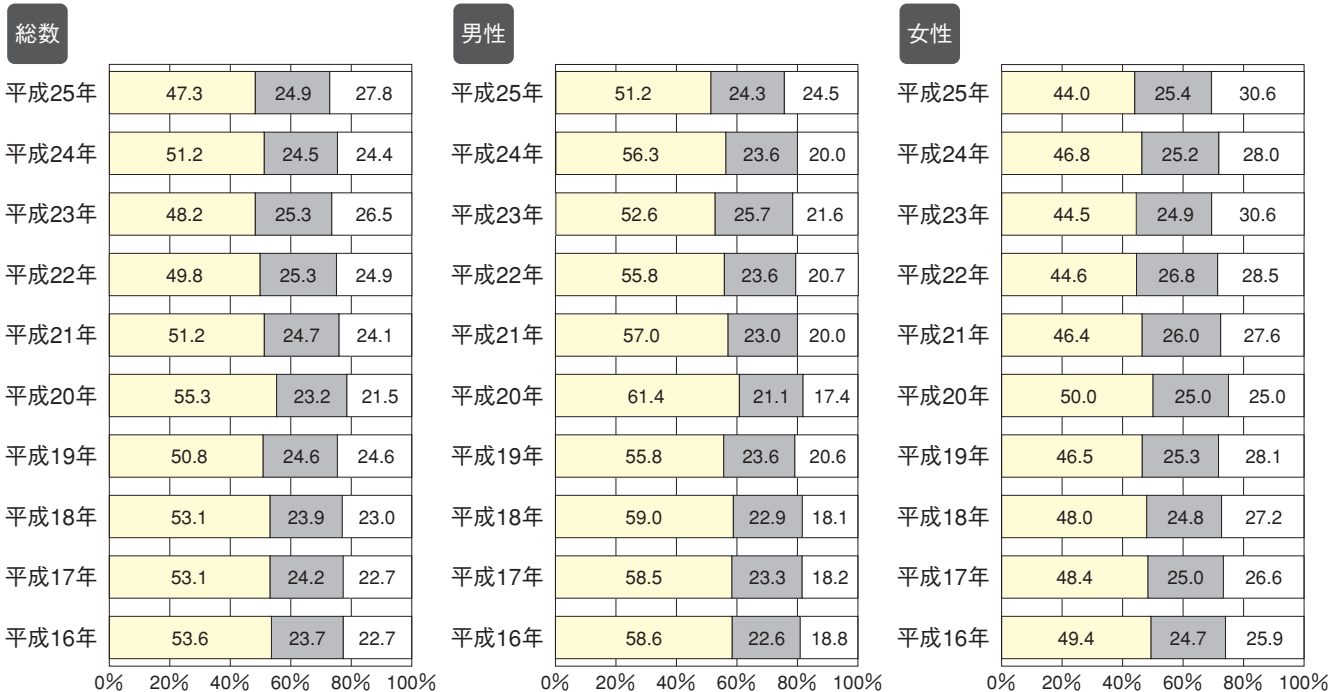 総数
平成25年 47.3 24.9 27.8
平成24年 51.2 24.5 24.4
平成23年 48.2 25.3 26.5
平成22年 49.8 25.3 24.9
平成21年 51.2 24.7 24.1
平成20年 55.3 23.2 21.5
平成19年 50.8 24.6 24.6
平成18年 53.1 23.9 23.0
平成17年 53.1 24.2 22.7
平成16年 53.6 23.7 22.7
0% 20% 40% 60% 80% 100%
男性
平成25年 51.2 24.3 24.5
平成24年 56.3 23.6 20.0
平成23年 52.6 25.7 21.6
平成22年 55.8 23.6 20.7
平成21年 57.0 23.0 20.0
平成20年 61.4 21.1 17.4
平成19年 55.8 23.6 20.6
平成18年 59.0 22.9 18.1
平成17年 58.5 23.3 18.2
平成16年 58.6 22.6 18.8
0% 20% 40% 60% 80% 100%
女性
平成25年 44.0 25.4 30.6
平成24年 46.8 25.2 28.0
平成23年 44.5 24.9 30.6
平成22年 44.6 26.8 28.5
平成21年 46.4 26.0 27.6
平成20年 50.0 25.0 25.0
平成19年 46.5 25.3 28.1
平成18年 48.0 24.8 27.2
平成17年 48.4 25.0 26.6
平成16年 49.4 24.7 25.9
0% 20% 40% 60% 80% 100%